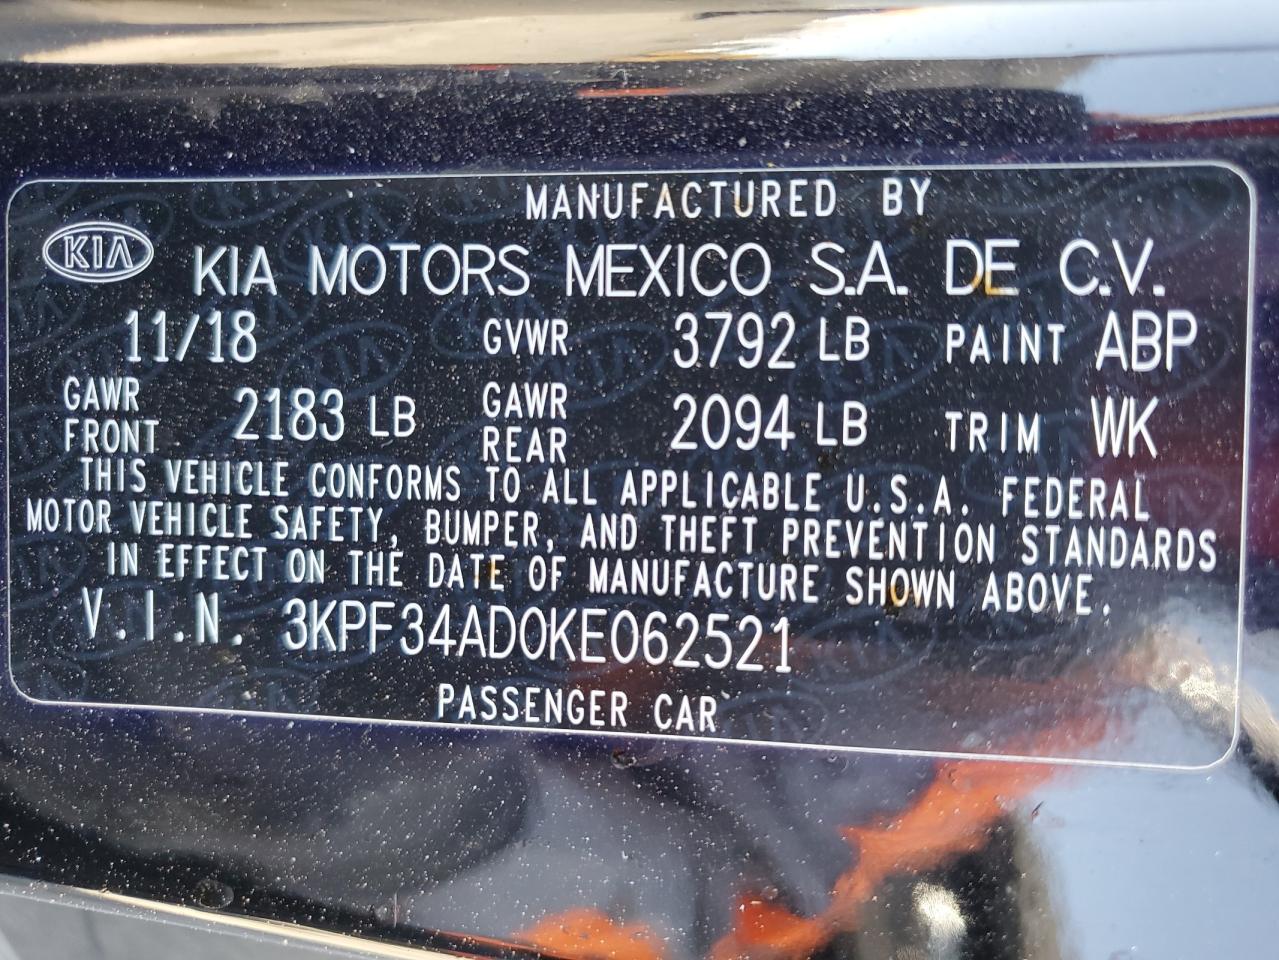 MANUFACTURED BY
KIA KIA MOTORS MEXICO S.A. DE C.V.
11/18 GVWR 3792 LB PAINT ABP
GAWR FRONT 2183 LB GAWR REAR 2094 LB TRIM WK
THIS VEHICLE CONFORMS TO ALL APPLICABLE U.S.A. FEDERAL
MOTOR VEHICLE SAFETY, BUMPER, AND THEFT PREVENTION STANDARDS
IN EFFECT ON THE DATE OF MANUFACTURE SHOWN ABOVE.
V.I.N. 3KPF34AD0KE062521
PASSENGER CAR